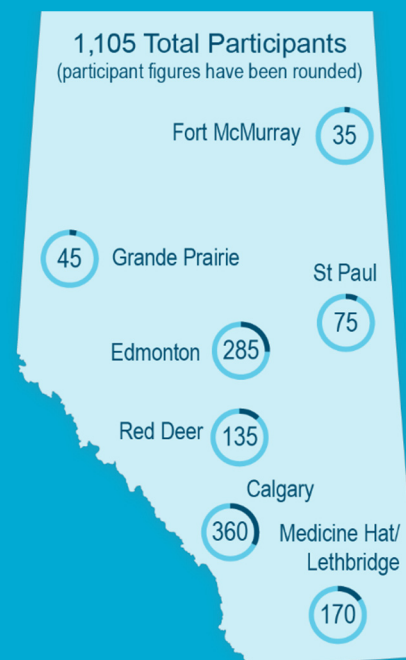 1,105 Total Participants
(participant figures have been rounded)
Fort McMurray 35
45 Grande Prairie
St Paul
75
Edmonton 285
Red Deer 135
Calgary
360
Medicine Hat/
Lethbridge
170